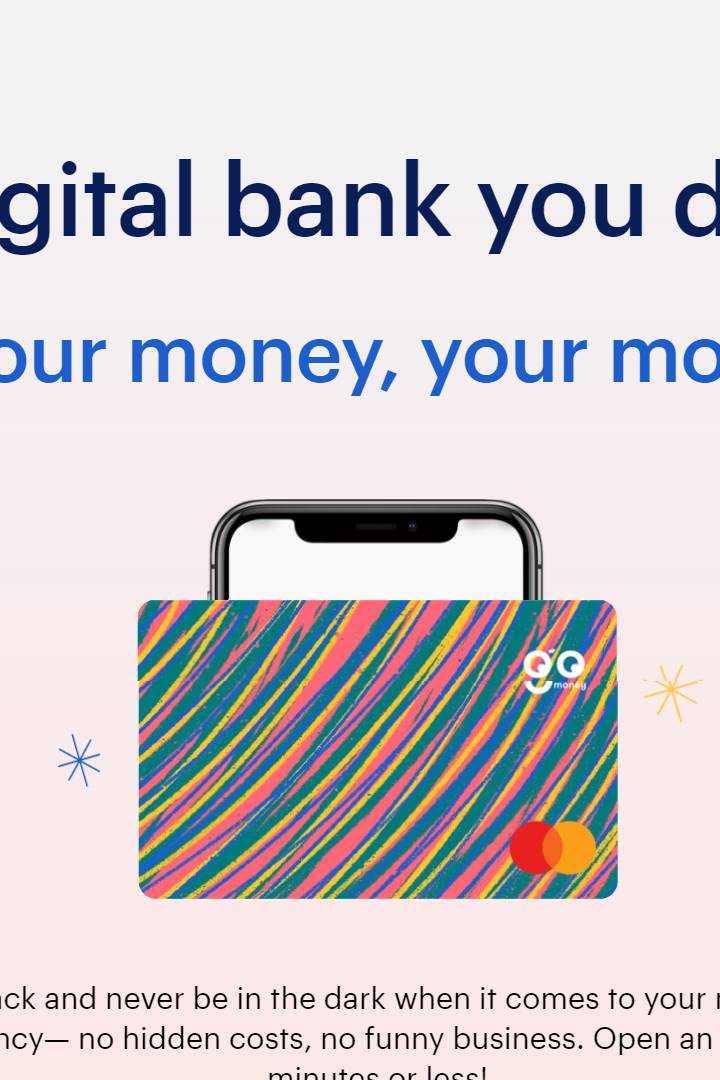 gital bank you d
our money, your mo
go
money
ck and never be in the dark when it comes to your
ncy— no hidden costs, no funny business. Open an
minutes or less!